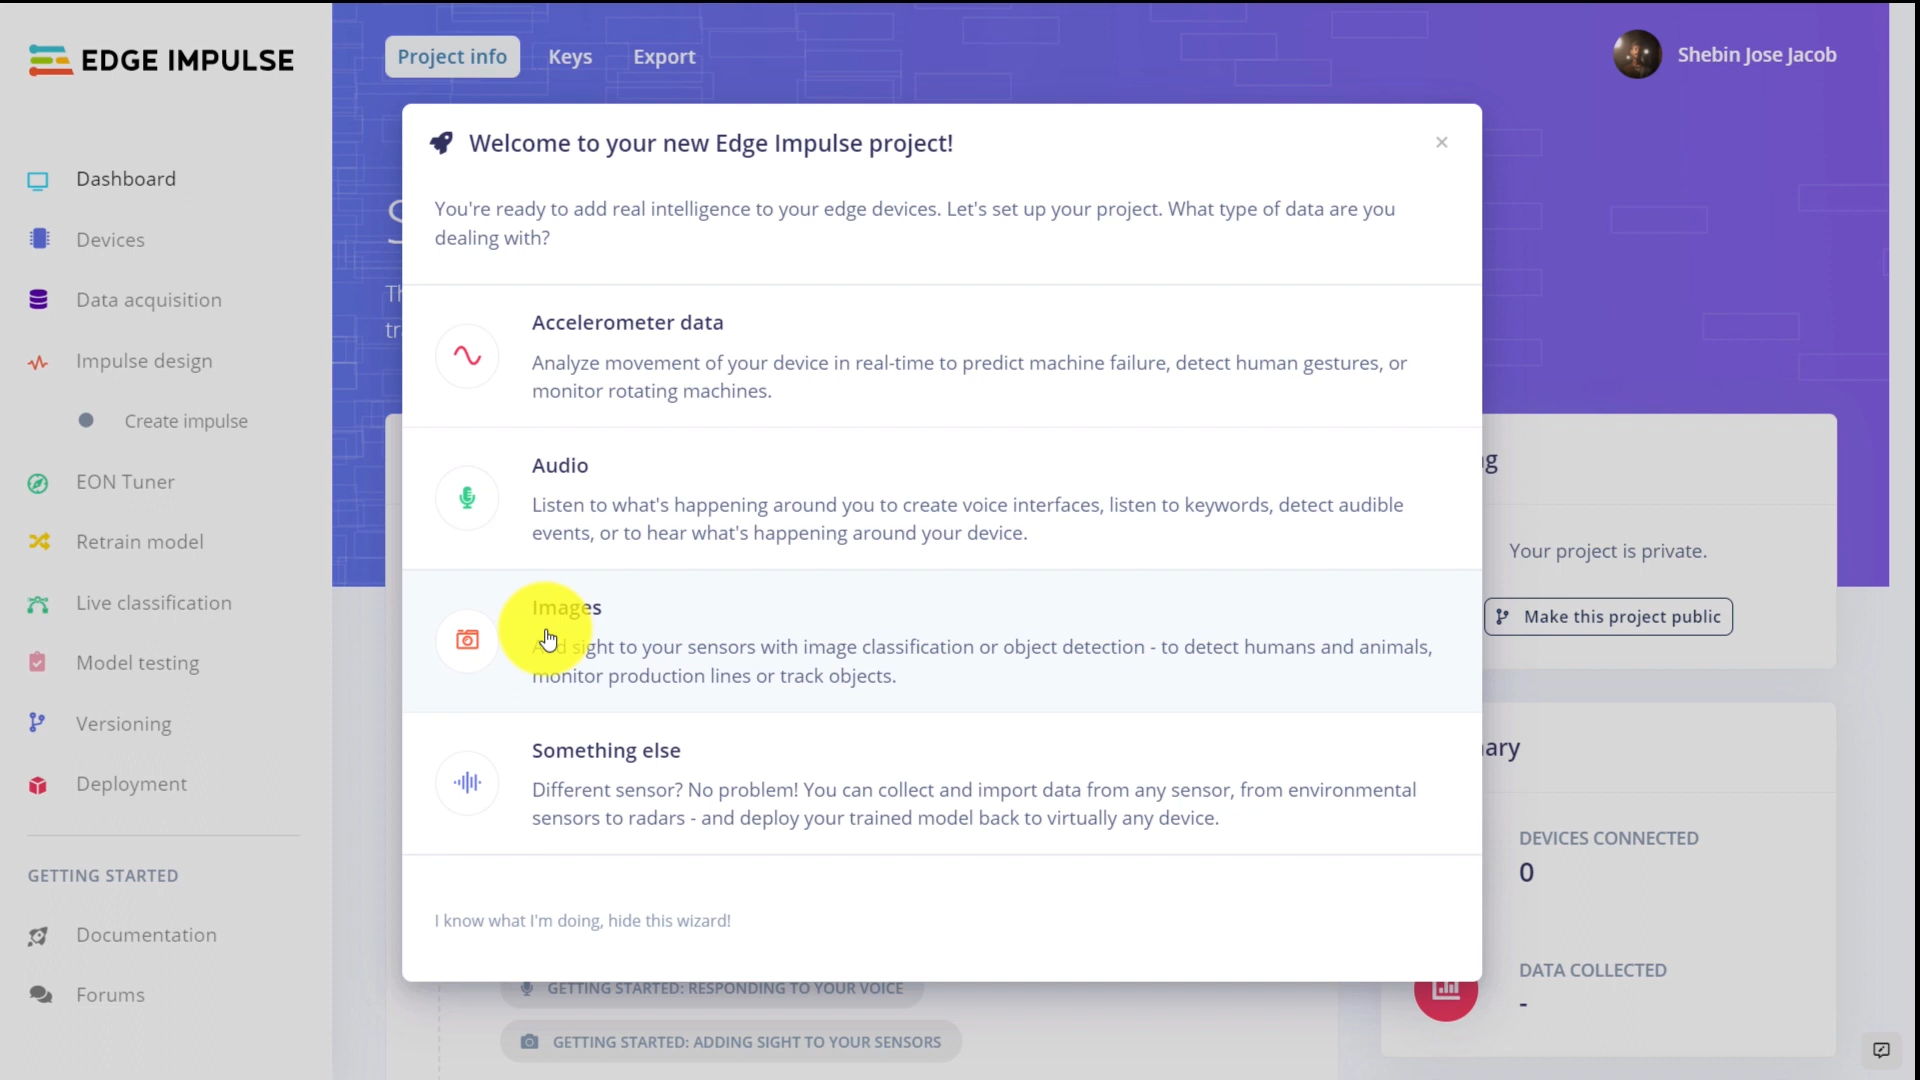 EDGE IMPULSE
Dashboard
Devices
Data acquisition
Impulse design
Create impulse
EON Tuner
Retrain model
Live classification
Model testing
Versioning
Deployment
GETTING STARTED
Documentation
Forums
Project info
Keys
Export
Shebin Jose Jacob
Welcome to your new Edge Impulse project!
×
You're ready to add real intelligence to your edge devices. Let's set up your project. What type of data are you
dealing with?
Accelerometer data
Analyze movement of your device in real-time to predict machine failure, detect human gestures, or
monitor rotating machines.
Audio
Listen to what's happening around you to create voice interfaces, listen to keywords, detect audible
events, or to hear what's happening around your device.
Images
Add sight to your sensors with image classification or object detection - to detect humans and animals,
monitor production lines or track objects.
Something else
Different sensor? No problem! You can collect and import data from any sensor, from environmental
sensors to radars - and deploy your trained model back to virtually any device.
I know what I'm doing, hide this wizard!
GETTING STARTED: RESPONDING TO YOUR VOICE
GETTING STARTED: ADDING SIGHT TO YOUR SENSORS
Your project is private.
Make this project public
DEVICES CONNECTED
0
DATA COLLECTED
-